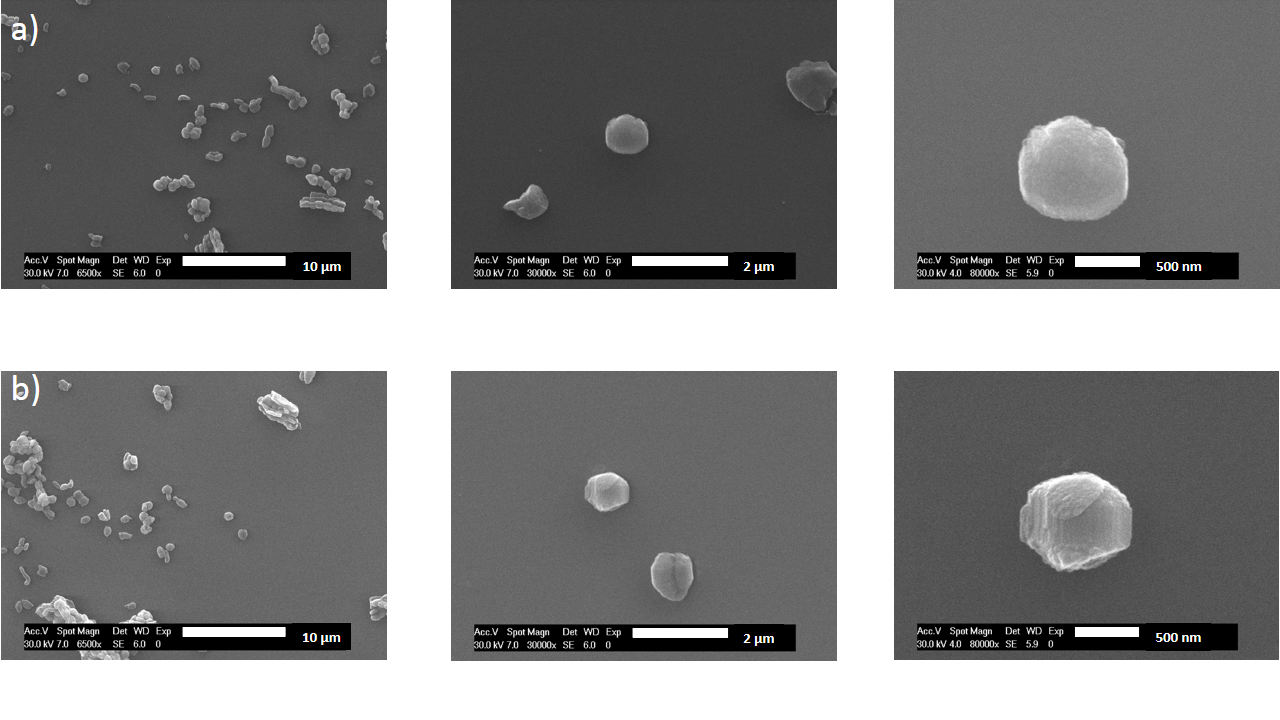 a)
Acc.V Spot Magn Det WD Exp
30.0 kV 7.0 6500x SE 6.0 0
10 µm
Acc.V Spot Magn Det WD Exp
30.0 kV 7.0 30000x SE 6.0 0
2 µm
Acc.V Spot Magn Det WD Exp
30.0 kV 4.0 80000x SE 5.9 0
500 nm
b)
Acc.V Spot Magn Det WD Exp
30.0 kV 7.0 6500x SE 6.0 0
10 µm
Acc.V Spot Magn Det WD Exp
30.0 kV 7.0 30000x SE 6.0 0
2 µm
Acc.V Spot Magn Det WD Exp
30.0 kV 4.0 80000x SE 5.9 0
500 nm